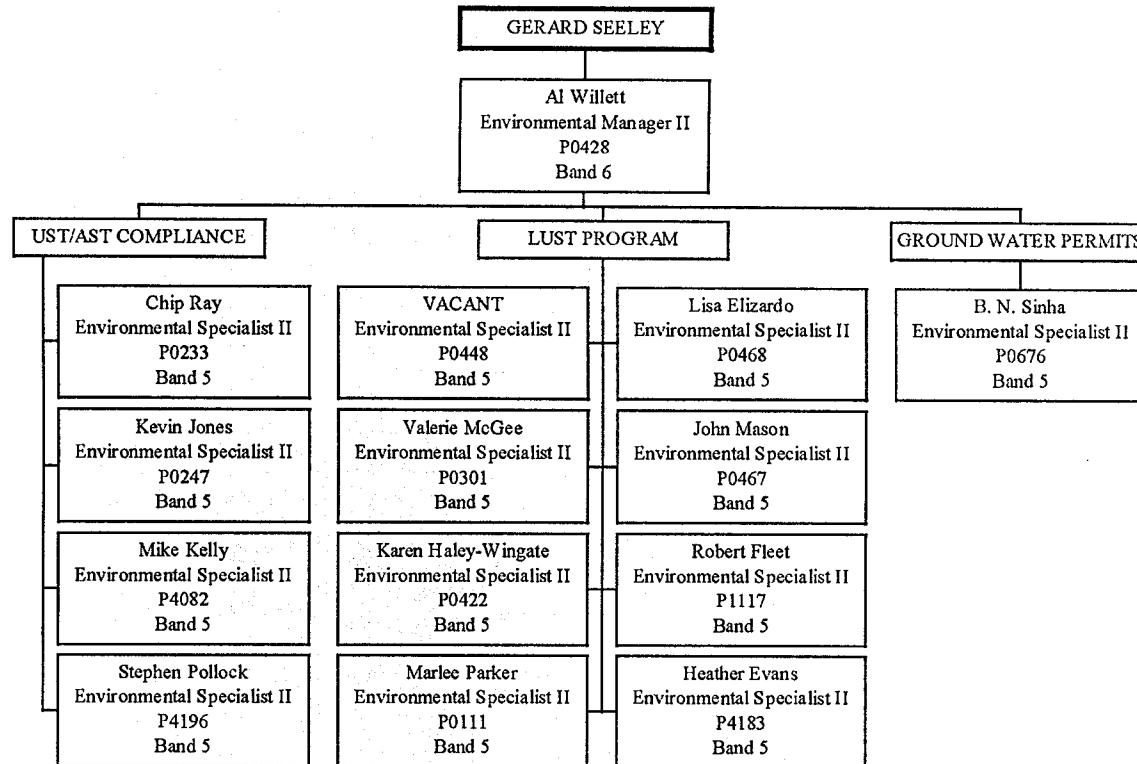 GERARD SEELEY
Al Willett
Environmental Manager II
P0428
Band 6
UST/AST COMPLIANCE
Chip Ray
Environmental Specialist II
P0233
Band 5
Kevin Jones
Environmental Specialist II
P0247
Band 5
Mike Kelly
Environmental Specialist II
P4082
Band 5
Stephen Pollock
Environmental Specialist II
P4196
Band 5
LUST PROGRAM
VACANT
Environmental Specialist II
P0448
Band 5
Valerie McGee
Environmental Specialist II
P0301
Band 5
Karen Haley-Wingate
Environmental Specialist II
P0422
Band 5
Marlee Parker
Environmental Specialist II
P0111
Band 5
Lisa Elizardo
Environmental Specialist II
P0468
Band 5
John Mason
Environmental Specialist II
P0467
Band 5
Robert Fleet
Environmental Specialist II
P1117
Band 5
Heather Evans
Environmental Specialist II
P4183
Band 5
GROUND WATER PERMITS
B. N. Sinha
Environmental Specialist II
P0676
Band 5